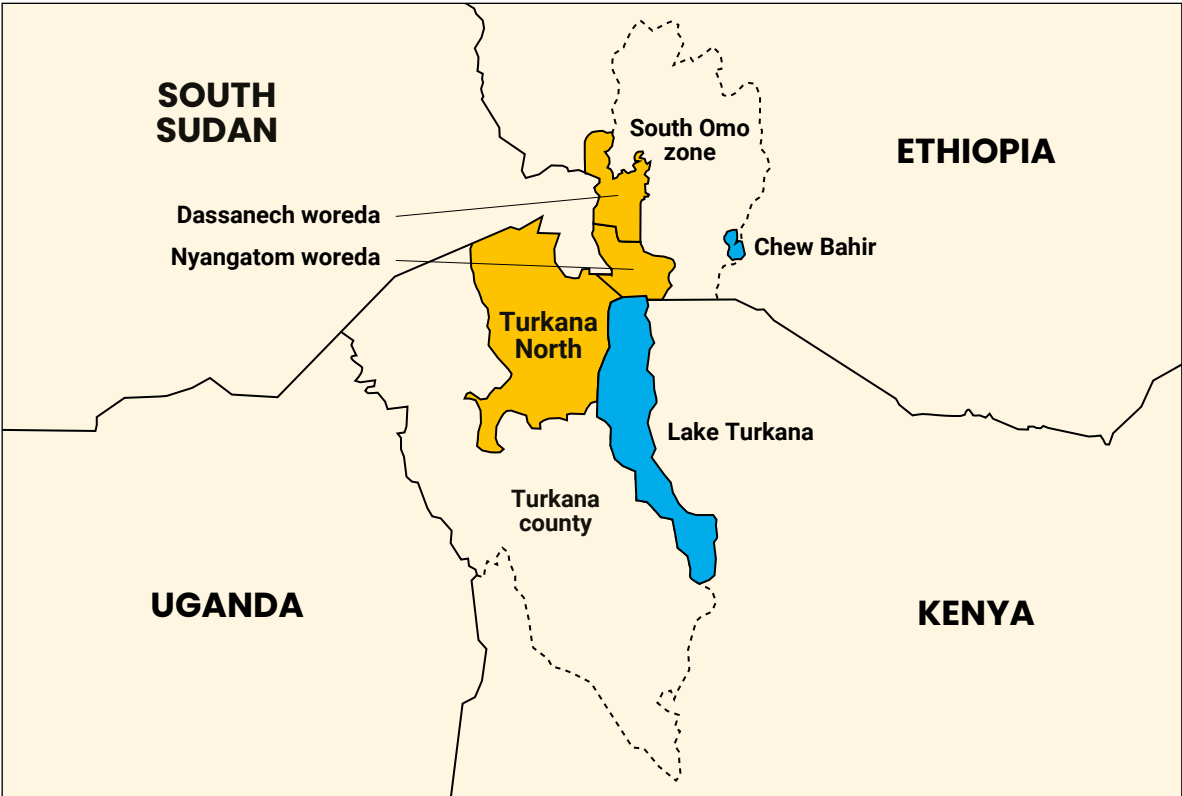 SOUTH
SUDAN
South Omo
zone
ETHIOPIA
Dassanech woreda
Nyangatom woreda
Chew Bahir
Turkana
North
Lake Turkana
Turkana
county
UGANDA
KENYA